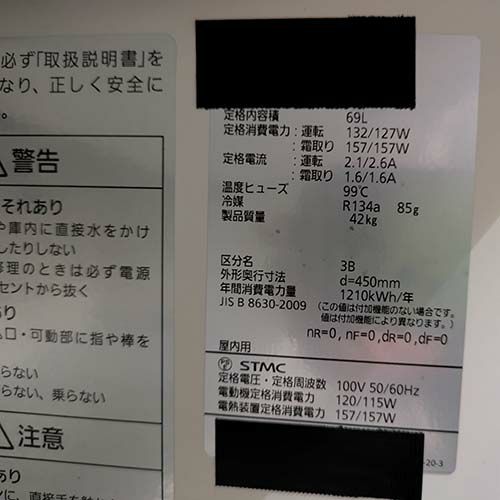 必ず「取扱説明書」を
なり、正しく安全に
。
警告
それあり
や庫内に直接水をかけ
したりしない
修理のときは必ず電源
セントから抜く
あり
入口・可動部に指や棒を
らない
らない、乗らない
注意
あり
定格内容積 69L
定格消費電力：運転 132/127W
：霜取り 157/157W
定格電流：運転 2.1/2.6A
：霜取り 1.6/1.6A
温度ヒューズ 99℃
冷媒 R134a 85g
製品質量 42kg
区分名 3B
外形奥行寸法 d=450mm
年間消費電力量 1210kWh/年
JIS B 8630-2009 （この値は付加機能のない場合です。
値は付加機能により異なります。）
nR=0, nF=0,dR=0,dF=0
屋内用
STMC
定格電圧・定格周波数 100V 50/60Hz
電動機定格消費電力 120/115W
電熱装置定格消費電力 157/157W
-20-3